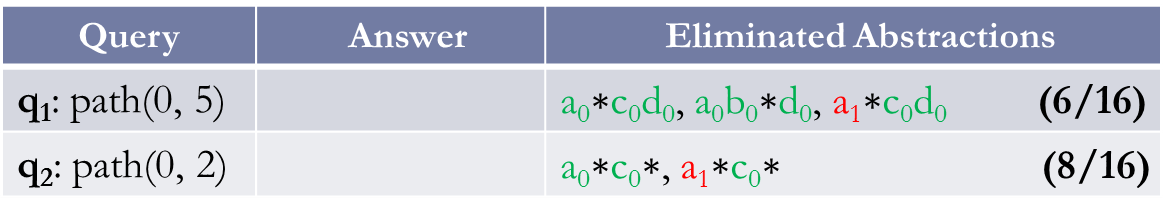 Query Answer Eliminated Abstractions
q₁: path(0, 5) a₀*c₀d₀, a₀b₀*d₀, a₁*c₀d₀ (6/16)
q₂: path(0, 2) a₀*c₀*, a₁*c₀* (8/16)